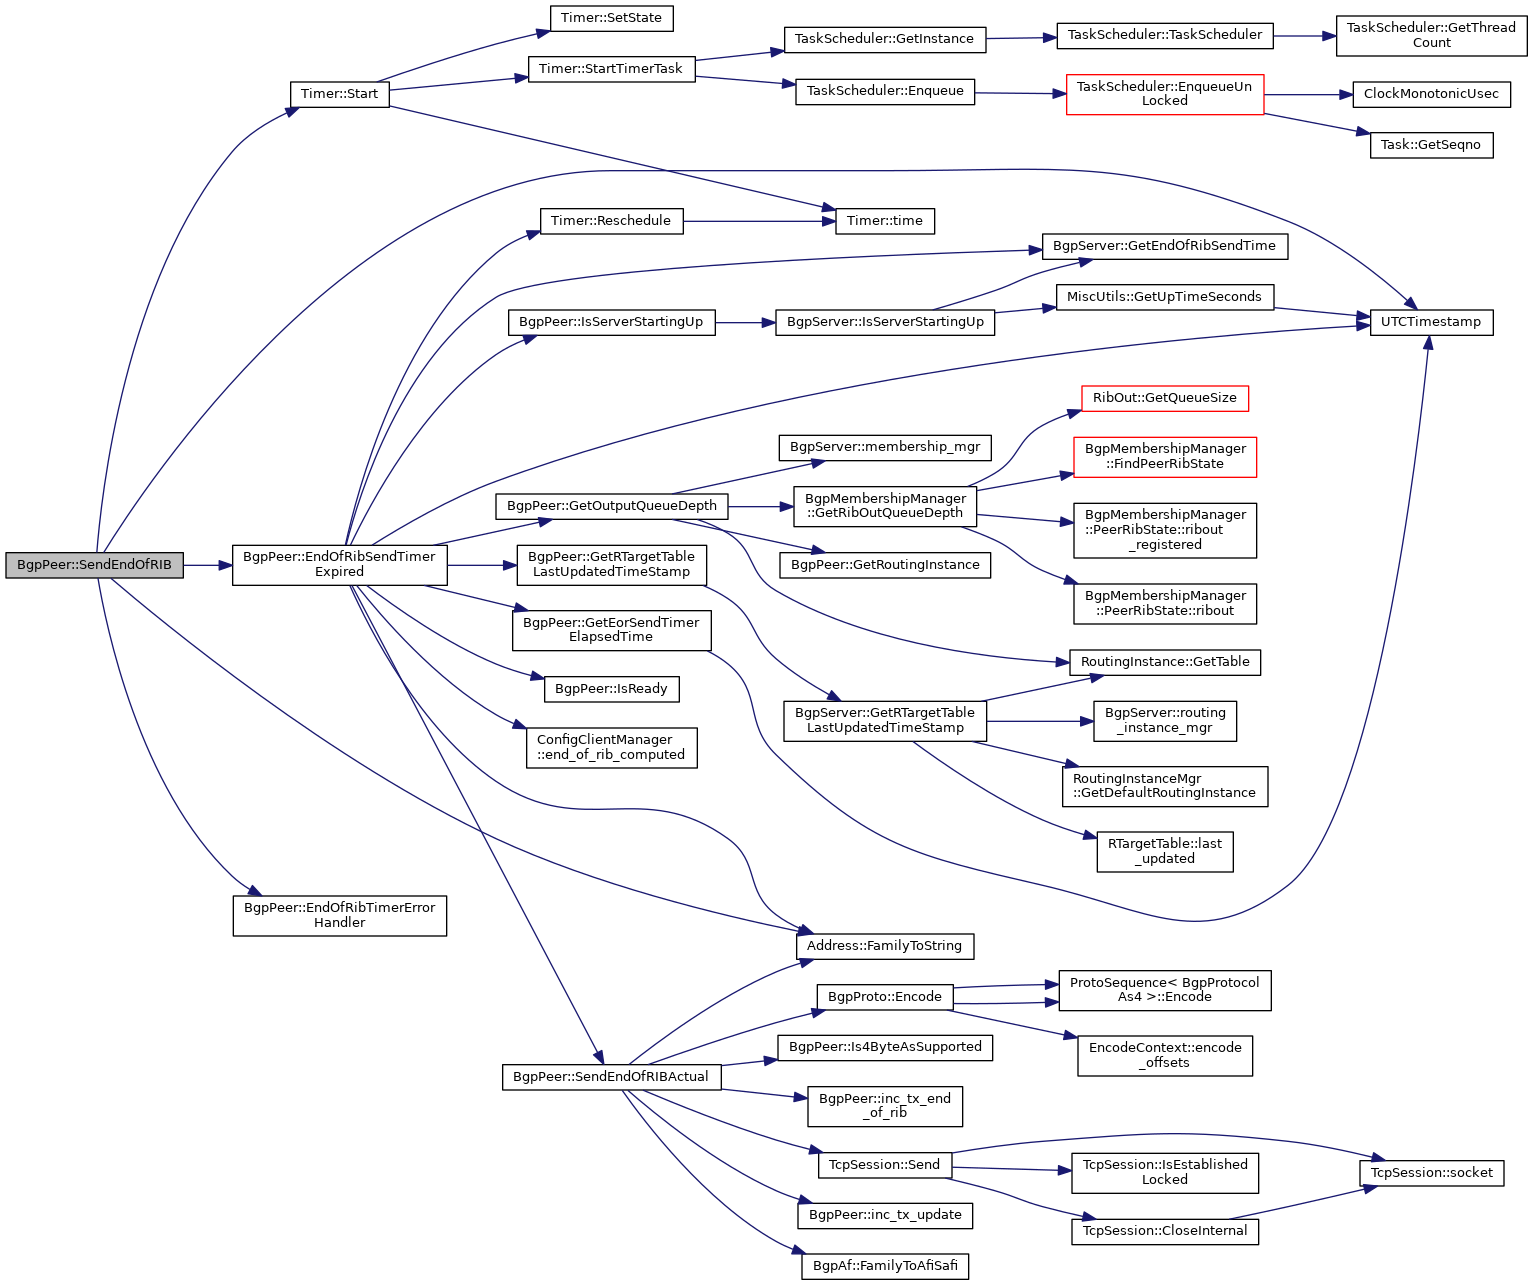 Timer::SetState
TaskScheduler::GetThread
Count
TaskScheduler::GetInstance
TaskScheduler::TaskScheduler
Timer::StartTimerTask
Timer::Start
TaskScheduler::Enqueue
TaskScheduler::EnqueueUn
Locked
ClockMonotonicUsec
Task::GetSeqno
Timer::Reschedule
Timer::time
BgpServer::GetEndOfRibSendTime
MiscUtils::GetUpTimeSeconds
BgpPeer::IsServerStartingUp
BgpServer::IsServerStartingUp
UTCTimestamp
RibOut::GetQueueSize
BgpServer::membership_mgr
BgpMembershipManager
::FindPeerRibState
BgpPeer::GetOutputQueueDepth
BgpMembershipManager
::GetRibOutQueueDepth
BgpMembershipManager
::PeerRibState::ribout
_registered
BgpPeer::SendEndOfRIB
BgpPeer::EndOfRibSendTimer
Expired
BgpPeer::GetRTargetTable
LastUpdatedTimeStamp
BgpPeer::GetRoutingInstance
BgpMembershipManager
::PeerRibState::ribout
BgpPeer::GetEorSendTimer
ElapsedTime
RoutingInstance::GetTable
BgpPeer::IsReady
BgpServer::GetRTargetTable
LastUpdatedTimeStamp
BgpServer::routing
_instance_mgr
ConfigClientManager
::end_of_rib_computed
RoutingInstanceMgr
::GetDefaultRoutingInstance
RTargetTable::last
_updated
BgpPeer::EndOfRibTimerError
Handler
Address::FamilyToString
BgpProto::Encode
ProtoSequence< BgpProtocol
As4 >::Encode
BgpPeer::Is4ByteAsSupported
EncodeContext::encode
_offsets
BgpPeer::SendEndOfRIBActual
BgpPeer::inc_tx_end
_of_rib
TcpSession::Send
TcpSession::IsEstablished
Locked
TcpSession::socket
BgpPeer::inc_tx_update
TcpSession::CloseInternal
BgpAf::FamilyToAfiSafi